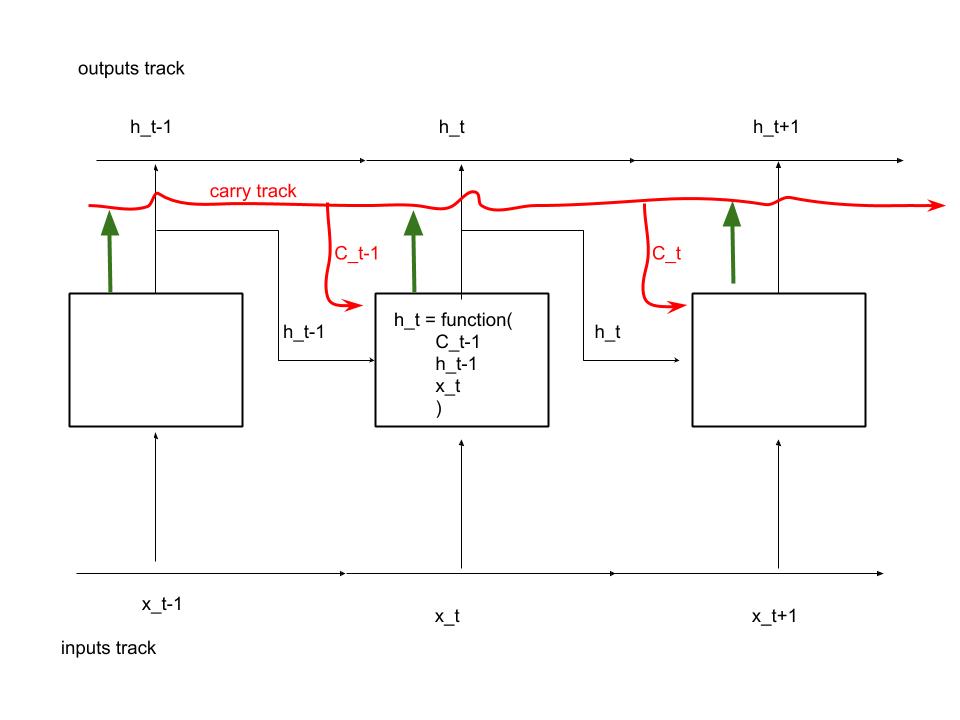 outputs track
h_t-1
h_t
h_t+1
carry track
C_t-1
C_t
h_t-1
h_t = function(
C_t-1
h_t-1
x_t
)
h_t
x_t-1
x_t
x_t+1
inputs track